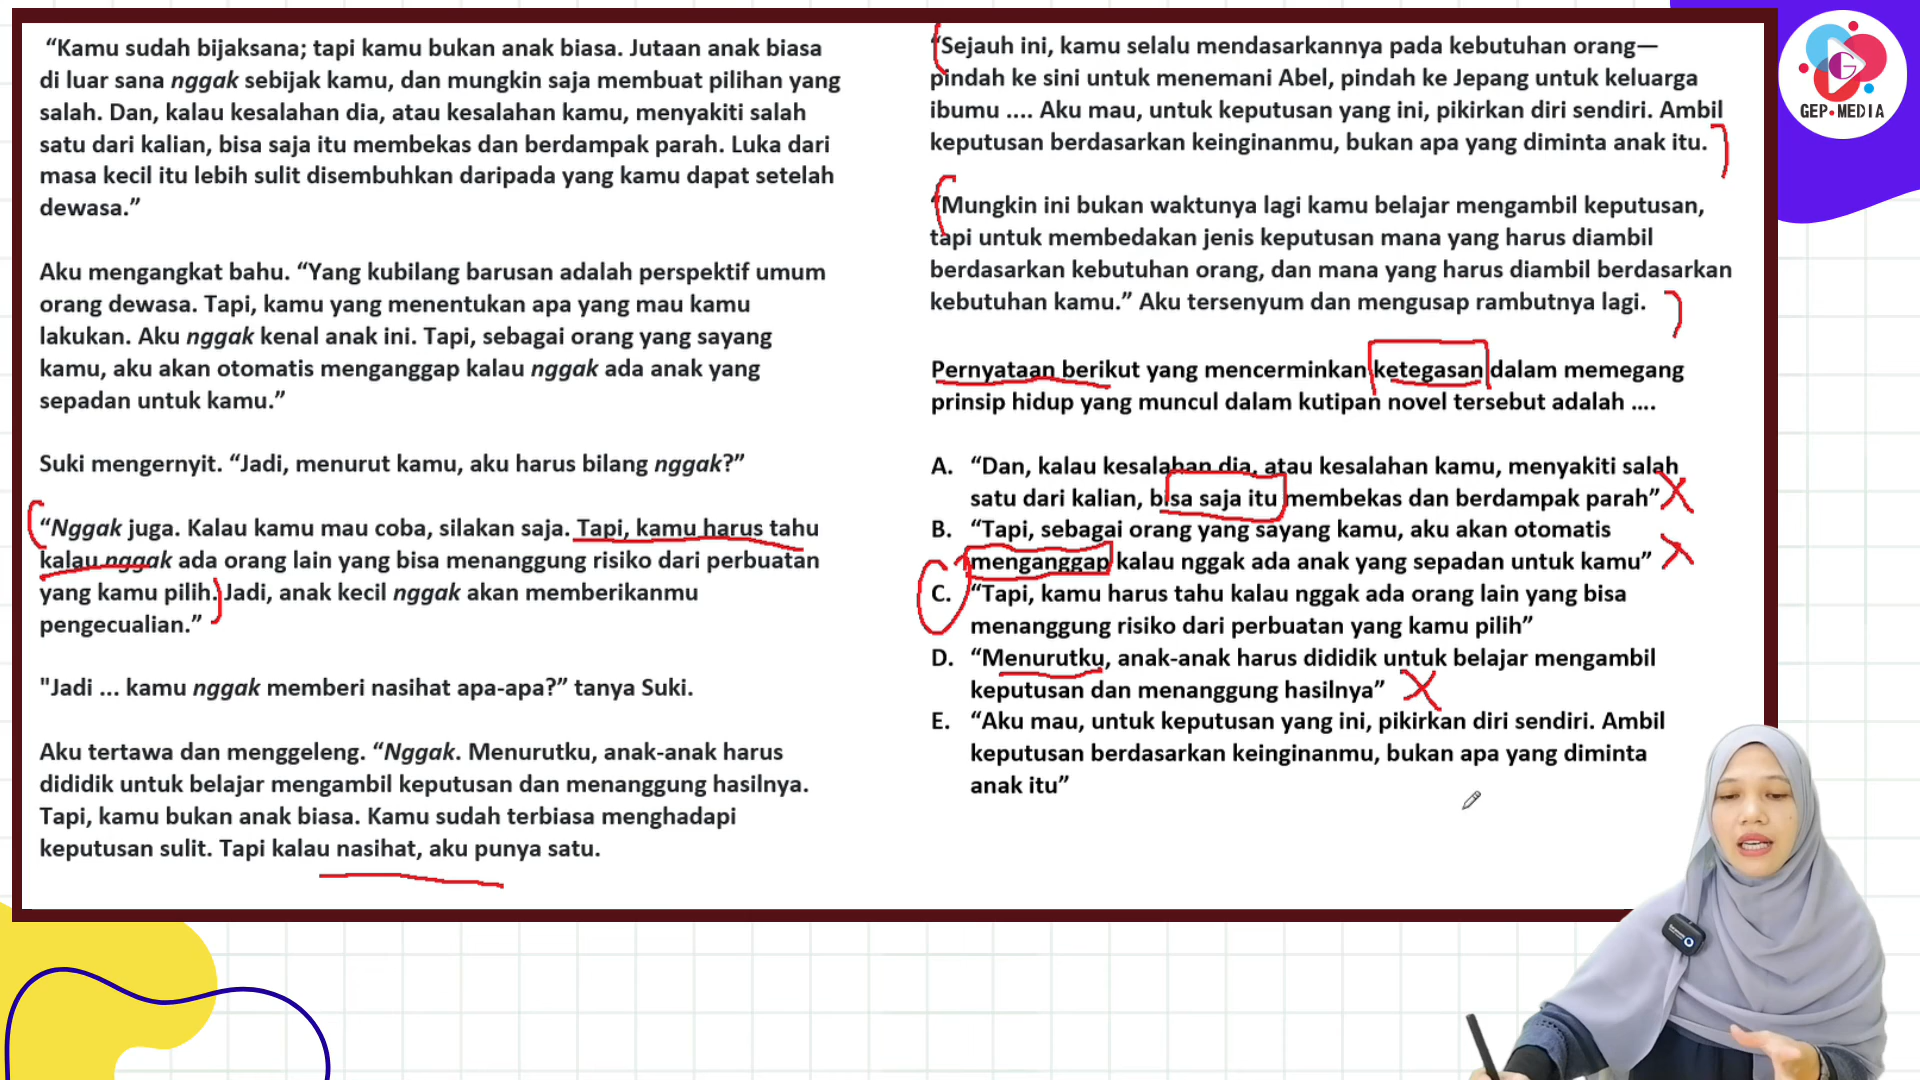 “Kamu sudah bijaksana; tapi kamu bukan anak biasa. Jutaan anak biasa
di luar sana nggak sebijak kamu, dan mungkin saja membuat pilihan yang
salah. Dan, kalau kesalahan dia, atau kesalahan kamu, menyakiti salah
satu dari kalian, bisa saja itu membekas dan berdampak parah. Luka dari
masa kecil itu lebih sulit disembuhkan daripada yang kamu dapat setelah
dewasa.”
Aku mengangkat bahu. “Yang kubilang barusan adalah perspektif umum
orang dewasa. Tapi, kamu yang menentukan apa yang mau kamu
lakukan. Aku nggak kenal anak ini. Tapi, sebagai orang yang sayang
kamu, aku akan otomatis menganggap kalau nggak ada anak yang
sepadan untuk kamu.”
Suki mengernyit. “Jadi, menurut kamu, aku harus bilang nggak?”
“Nggak juga. Kalau kamu mau coba, silakan saja. Tapi, kamu harus tahu
kalau nggak ada orang lain yang bisa menanggung risiko dari perbuatan
yang kamu pilih. Jadi, anak kecil nggak akan memberikanmu
pengecualian.”
"Jadi ... kamu nggak memberi nasihat apa-apa?” tanya Suki.
Aku tertawa dan menggeleng. “Nggak. Menurutku, anak-anak harus
dididik untuk belajar mengambil keputusan dan menanggung hasilnya.
Tapi, kamu bukan anak biasa. Kamu sudah terbiasa menghadapi
keputusan sulit. Tapi kalau nasihat, aku punya satu.
“Sejauh ini, kamu selalu mendasarkannya pada kebutuhan orang—
pindah ke sini untuk menemani Abel, pindah ke Jepang untuk keluarga
ibumu .... Aku mau, untuk keputusan yang ini, pikirkan diri sendiri. Ambil
keputusan berdasarkan keinginanmu, bukan apa yang diminta anak itu.
“Mungkin ini bukan waktunya lagi kamu belajar mengambil keputusan,
tapi untuk membedakan jenis keputusan mana yang harus diambil
berdasarkan kebutuhan orang, dan mana yang harus diambil berdasarkan
kebutuhan kamu.” Aku tersenyum dan mengusap rambutnya lagi.
Pernyataan berikut yang mencerminkan ketegasan dalam memegang
prinsip hidup yang muncul dalam kutipan novel tersebut adalah ....
A. “Dan, kalau kesalahan dia, atau kesalahan kamu, menyakiti salah
satu dari kalian, bisa saja itu membekas dan berdampak parah”
B. “Tapi, sebagai orang yang sayang kamu, aku akan otomatis
menganggap kalau nggak ada anak yang sepadan untuk kamu”
C. “Tapi, kamu harus tahu kalau nggak ada orang lain yang bisa
menanggung risiko dari perbuatan yang kamu pilih”
D. “Menurutku, anak-anak harus dididik untuk belajar mengambil
keputusan dan menanggung hasilnya”
E. “Aku mau, untuk keputusan yang ini, pikirkan diri sendiri. Ambil
keputusan berdasarkan keinginanmu, bukan apa yang diminta
anak itu”
G
GEP•MEDIA